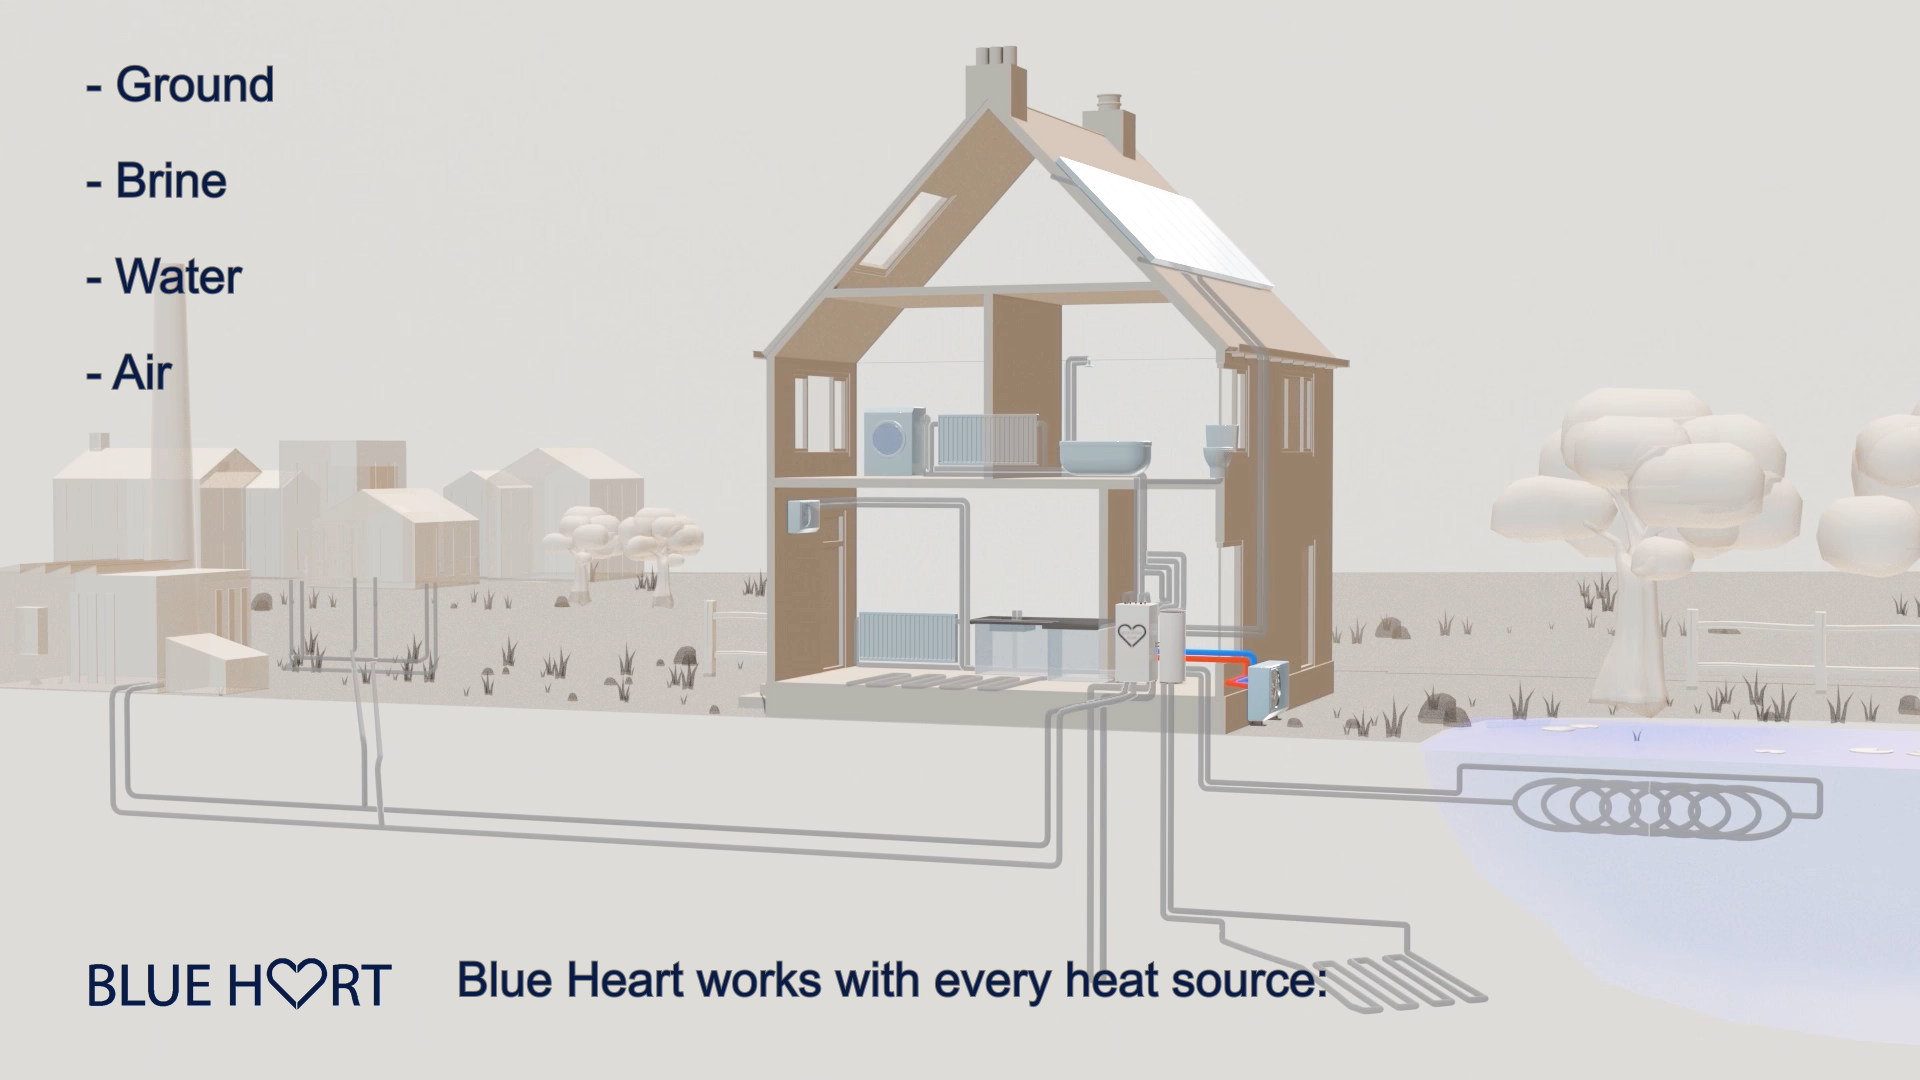 - Ground
- Brine
- Water
- Air
BLUE H♡RT
Blue Heart works with every heat source: